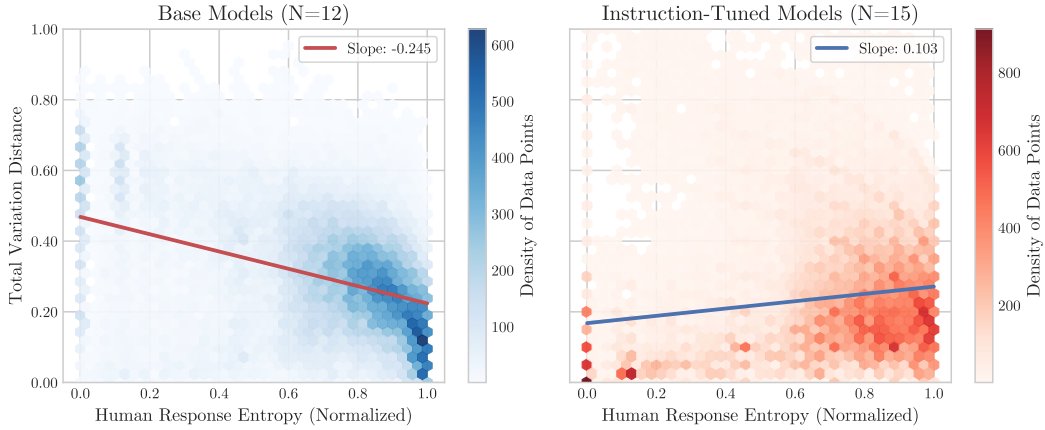 Base Models (N=12)
Slope: -0.245
1.00
0.80
0.60
0.40
0.20
0.00
Total Variation Distance
0.0 0.2 0.4 0.6 0.8 1.0
Human Response Entropy (Normalized)
600
500
400
300
200
100
Density of Data Points
Instruction-Tuned Models (N=15)
Slope: 0.103
0.0 0.2 0.4 0.6 0.8 1.0
Human Response Entropy (Normalized)
800
600
400
200
Density of Data Points